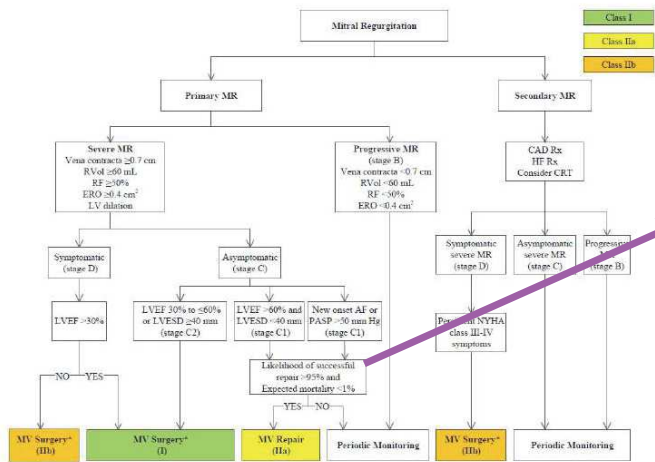 Mitral Regurgitation
Class I
Class IIa
Class IIb
Primary MR
Secondary MR
Severe MR
Vena contracta ≥0.7 cm
RVol ≥60 mL
RF ≥50%
ERO ≥0.4 cm²
LV dilation
Progressive MR
(stage B)
Vena contracta <0.7 cm
RVol <60 mL
RF <50%
ERO <0.4 cm²
CAD Rx
HF Rx
Consider CRT
Symptomatic
(stage D)
Asymptomatic
(stage C)
Symptomatic
severe MR
(stage D)
Asymptomatic
severe MR
(stage C)
Progressive
(stage B)
LVEF >30%
LVEF 30% to ≤60%
or LVESD ≥40 mm
(stage C2)
LVEF >60% and
LVESD <40 mm
(stage C1)
New onset AF or
PASP >50 mm Hg
(stage C1)
NYHA
class III-IV
symptoms
Likelihood of successful
repair >95% and
Expected mortality <1%
NO
YES
YES
NO
MV Surgery*
(IIb)
MV Surgery*
(I)
MV Repair
(IIa)
Periodic Monitoring
MV Surgery*
(IIb)
Periodic Monitoring